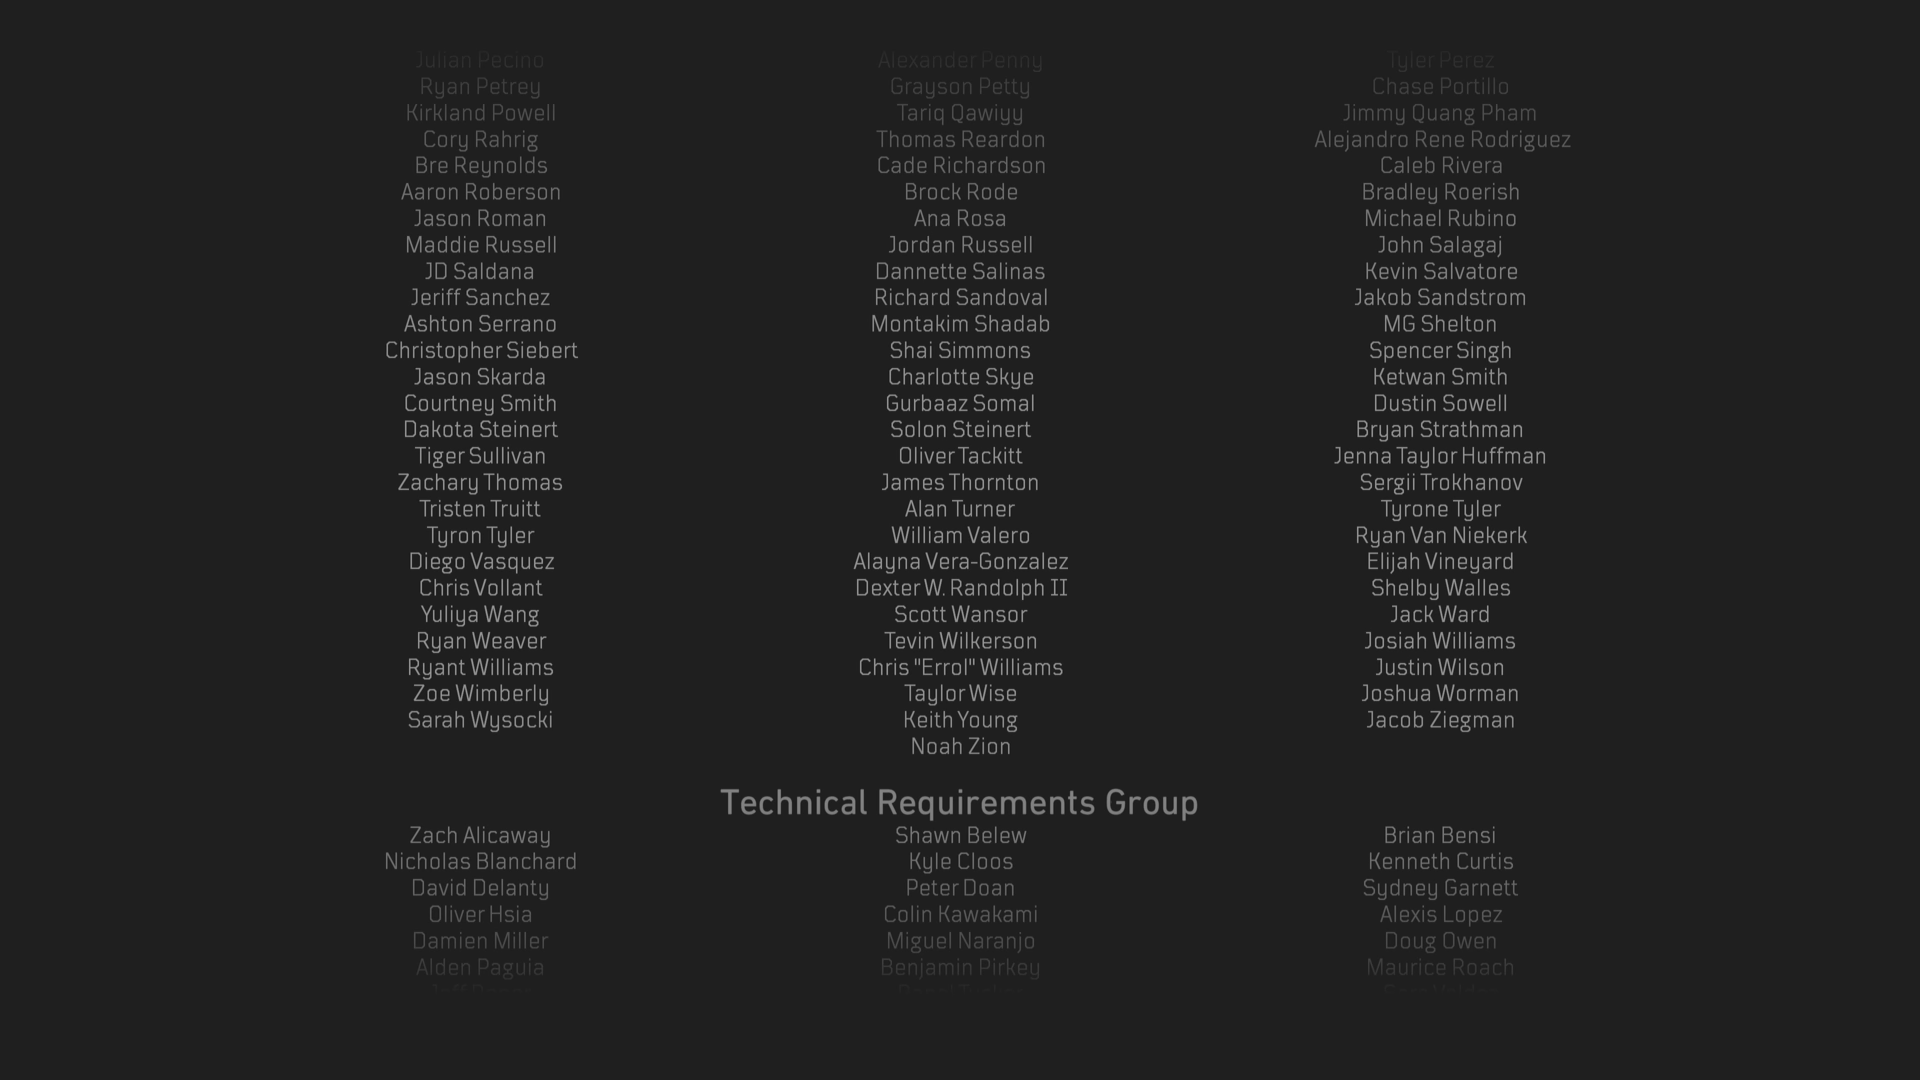 Julian Pecino Alexander Penny Tyler Perez
Ryan Petrey Grayson Petty Chase Portillo
Kirkland Powell Tariq Qawiyy Jimmy Quang Pham
Cory Rahrig Thomas Reardon Alejandro Rene Rodriguez
Bre Reynolds Cade Richardson Caleb Rivera
Aaron Roberson Brock Rode Bradley Roerish
Jason Roman Ana Rosa Michael Rubino
Maddie Russell Jordan Russell John Salagaj
JD Saldana Dannette Salinas Kevin Salvatore
Jeriff Sanchez Richard Sandoval Jakob Sandstrom
Ashton Serrano Montakim Shadab MG Shelton
Christopher Siebert Shai Simmons Spencer Singh
Jason Skarda Charlotte Skye Ketwan Smith
Courtney Smith Gurbaaz Somal Dustin Sowell
Dakota Steinert Solon Steinert Bryan Strathman
Tiger Sullivan Oliver Tackitt Jenna Taylor Huffman
Zachary Thomas James Thornton Sergii Trokhanov
Tristen Truitt Alan Turner Tyrone Tyler
Tyron Tyler William Valero Ryan Van Niekerk
Diego Vasquez Alayna Vera-Gonzalez Elijah Vineyard
Chris Vollant Dexter W. Randolph II Shelby Walles
Yuliya Wang Scott Wansor Jack Ward
Ryan Weaver Tevin Wilkerson Josiah Williams
Ryant Williams Chris "Errol" Williams Justin Wilson
Zoe Wimberly Taylor Wise Joshua Worman
Sarah Wysocki Keith Young Jacob Ziegman
Noah Zion
Technical Requirements Group
Zach Alicaway Shawn Belew Brian Bensi
Nicholas Blanchard Kyle Cloos Kenneth Curtis
David Delanty Peter Doan Sydney Garnett
Oliver Hsia Colin Kawakami Alexis Lopez
Damien Miller Miguel Naranjo Doug Owen
Alden Paguia Benjamin Pirkey Maurice Roach